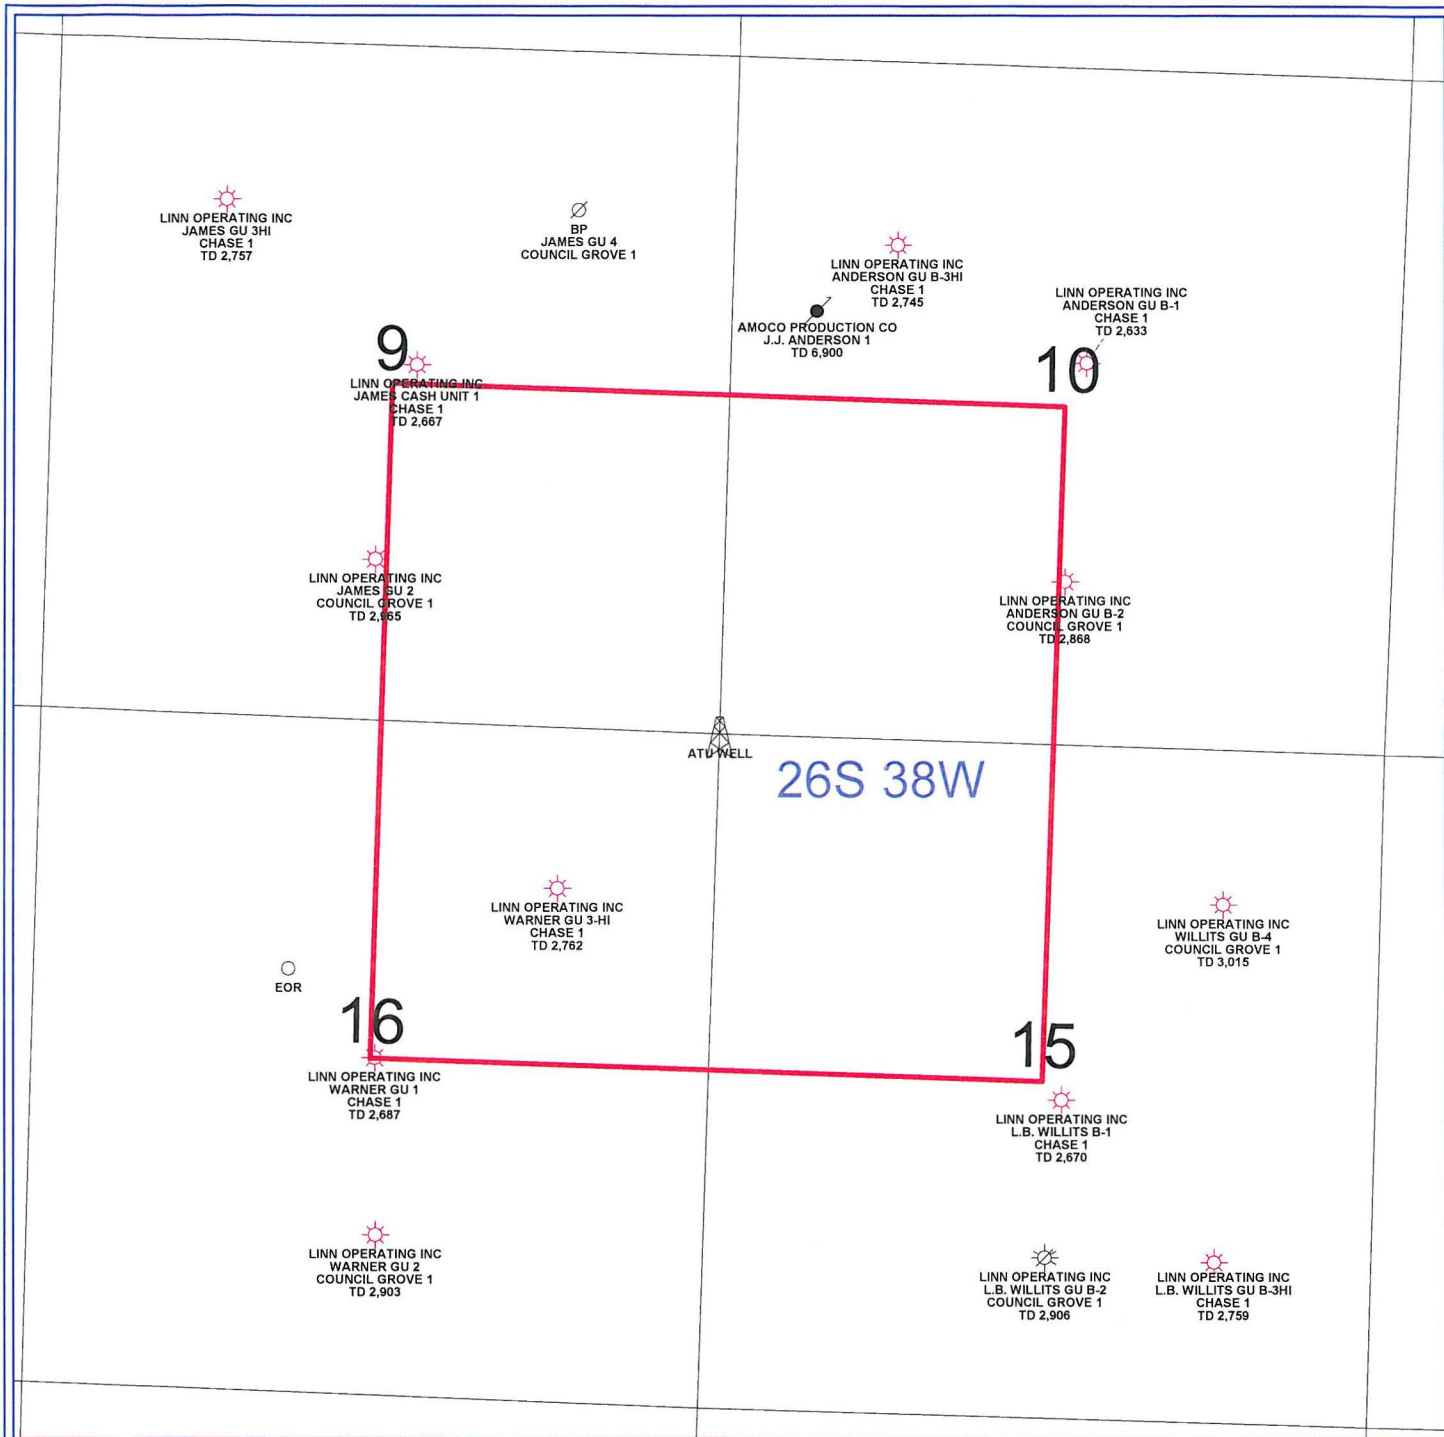 LINN OPERATING INC
JAMES GU 3HI
CHASE 1
TD 2,757
BP
JAMES GU 4
COUNCIL GROVE 1
LINN OPERATING INC
ANDERSON GU B-3HI
CHASE 1
TD 2,745
LINN OPERATING INC
ANDERSON GU B-1
CHASE 1
TD 2,633
AMOCO PRODUCTION CO
J.J. ANDERSON 1
TD 6,900
9
10
LINN OPERATING INC
JAMES CASH UNIT 1
CHASE 1
TD 2,667
LINN OPERATING INC
JAMES GU 2
COUNCIL GROVE 1
TD 2,965
LINN OPERATING INC
ANDERSON GU B-2
COUNCIL GROVE 1
TD 2,868
ATU WELL
26S 38W
LINN OPERATING INC
WARNER GU 3-HI
CHASE 1
TD 2,762
LINN OPERATING INC
WILLITS GU B-4
COUNCIL GROVE 1
TD 3,015
EOR
16
15
LINN OPERATING INC
WARNER GU 1
CHASE 1
TD 2,687
LINN OPERATING INC
L.B. WILLITS B-1
CHASE 1
TD 2,670
LINN OPERATING INC
WARNER GU 2
COUNCIL GROVE 1
TD 2,903
LINN OPERATING INC
L.B. WILLITS GU B-2
COUNCIL GROVE 1
TD 2,906
LINN OPERATING INC
L.B. WILLITS GU B-3HI
CHASE 1
TD 2,759